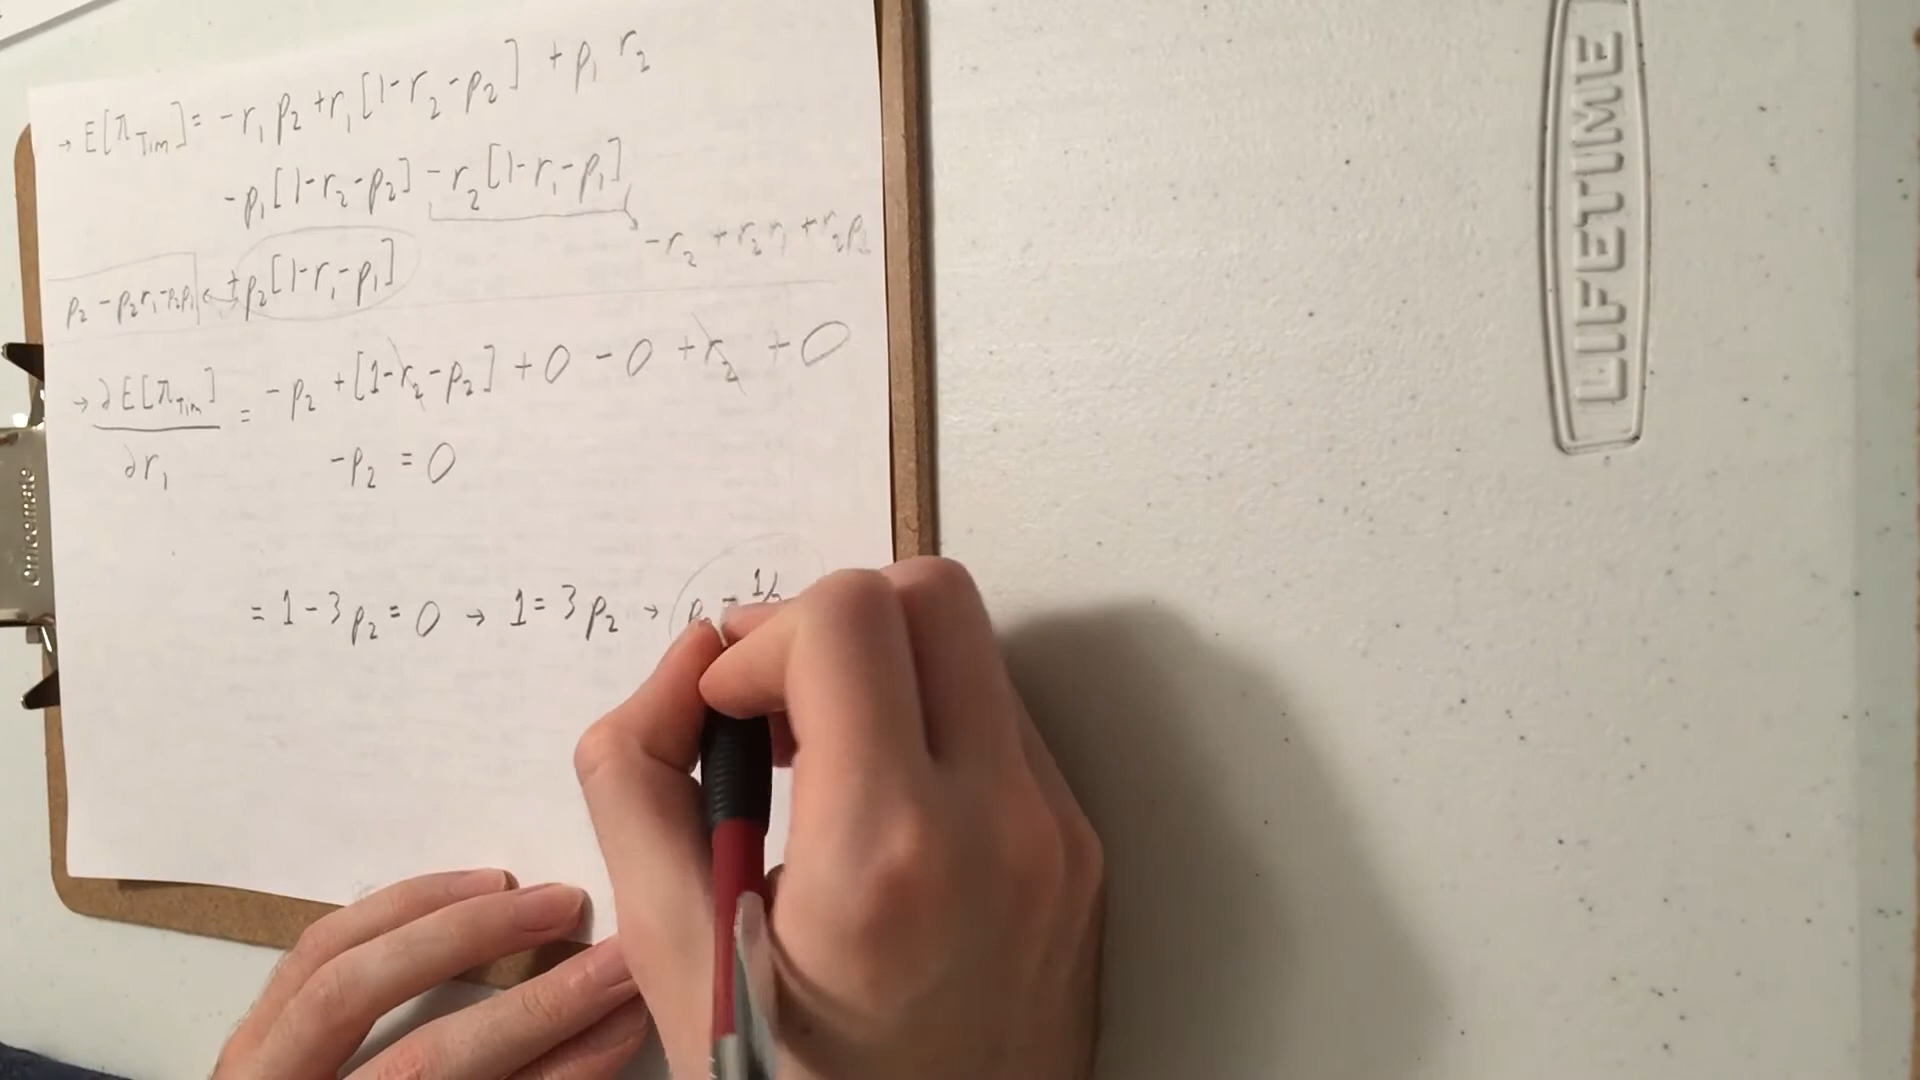 → E[π_Tim] = -r₁p₂ + r₁[1-r₂-p₂] + p₁r₂
-p₁[1-r₂-p₂] - r₂[1-r₁-p₁]
-r₂ + r₂r₁ + r₂p₂
p₂ - p₂r₁ - p₂p₁ ← +p₂[1-r₁-p₁]
→ ∂E[π_Tim] / ∂r₁ = -p₂ + [1-r₂-p₂] + 0 - 0 + r₂ + 0
-p₂ = 0
= 1 - 3p₂ = 0 → 1 = 3p₂ →
LIFETIME
Officemate